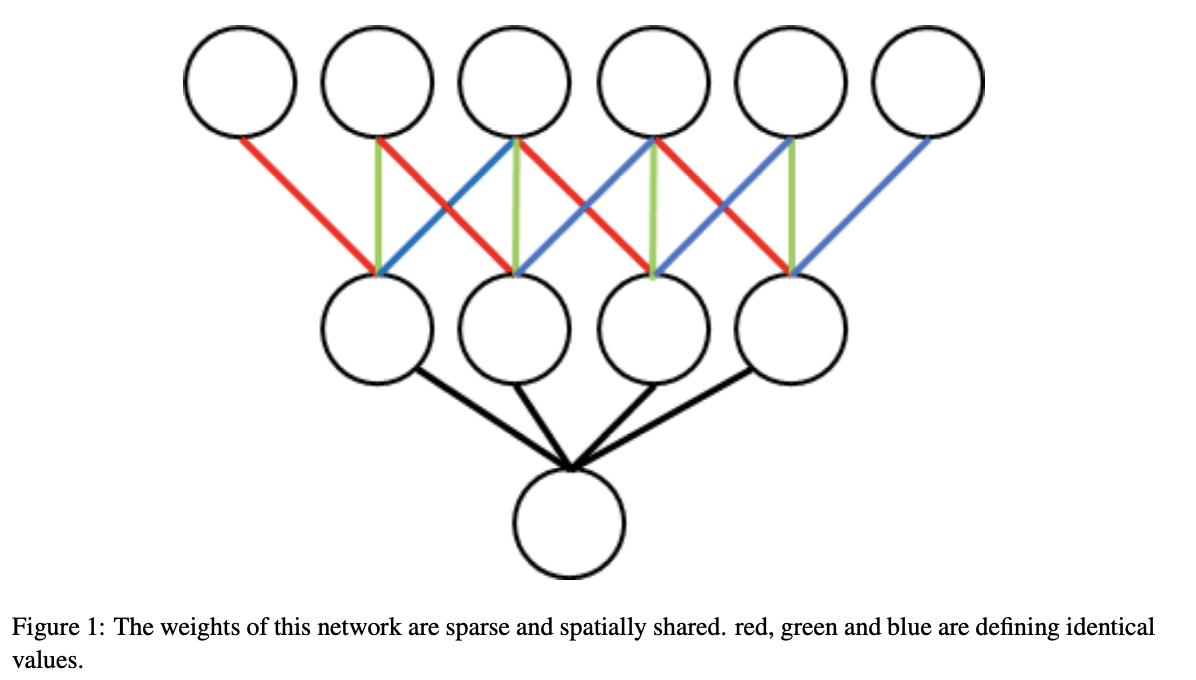 Figure 1: The weights of this network are sparse and spatially shared. red, green and blue are defining identical
values.